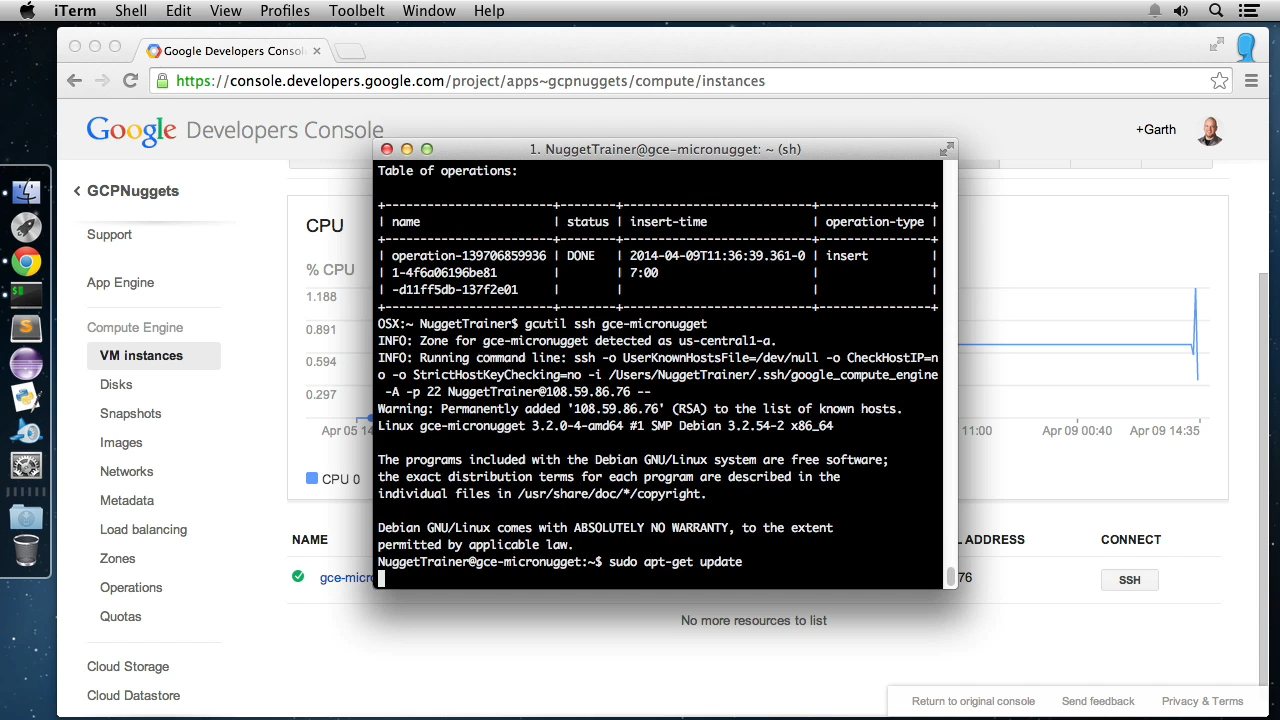 iTerm Shell Edit View Profiles Toolbelt Window Help
Google Developers Conso
https://console.developers.google.com/project/apps~gcpnuggets/compute/instances
Google Developers Console
+Garth
GCPNuggets
Support
App Engine
Compute Engine
VM instances
Disks
Snapshots
Images
Networks
Metadata
Load balancing
Zones
Operations
Quotas
Cloud Storage
Cloud Datastore
CPU
% CPU
1.188
0.891
0.594
0.297
Apr 05 14
11:00
Apr 09 00:40
Apr 09 14:35
CPU 0
1. NuggetTrainer@gce-micronugget: ~ (sh)
Table of operations:
+------------------------+--------+---------------------------+----------------+
| name | status | insert-time | operation-type |
+------------------------+--------+---------------------------+----------------+
| operation-139706859936 | DONE | 2014-04-09T11:36:39.361-0 | insert |
| 1-4f6a06196be81 | | 7:00 | |
| -d11ff5db-137f2e01 | | | |
+------------------------+--------+---------------------------+----------------+
OSX:~ NuggetTrainer$ gcutil ssh gce-micronugget
INFO: Zone for gce-micronugget detected as us-central1-a.
INFO: Running command line: ssh -o UserKnownHostsFile=/dev/null -o CheckHostIP=n
o -o StrictHostKeyChecking=no -i /Users/NuggetTrainer/.ssh/google_compute_engine
-A -p 22 NuggetTrainer@108.59.86.76 --
Warning: Permanently added '108.59.86.76' (RSA) to the list of known hosts.
Linux gce-micronugget 3.2.0-4-amd64 #1 SMP Debian 3.2.54-2 x86_64
The programs included with the Debian GNU/Linux system are free software;
the exact distribution terms for each program are described in the
individual files in /usr/share/doc/*/copyright.
Debian GNU/Linux comes with ABSOLUTELY NO WARRANTY, to the extent
permitted by applicable law.
NuggetTrainer@gce-micronugget:~$ sudo apt-get update
NAME
L ADDRESS
CONNECT
gce-micr
76
SSH
No more resources to list
Return to original console Send feedback Privacy & Terms